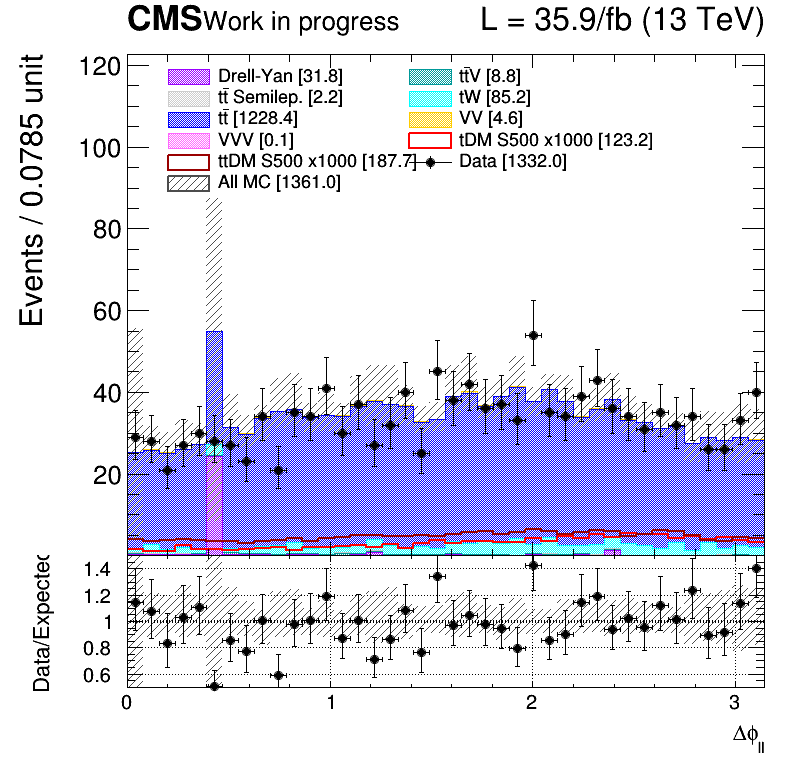 CMS Work in progress L = 35.9/fb (13 TeV)
Events / 0.0785 unit
120
100
80
60
40
20
Drell-Yan [31.8] tt̄V [8.8]
tt̄ Semilep. [2.2] tW [85.2]
tt̄ [1228.4] VV [4.6]
VVV [0.1] tDM S500 x1000 [123.2]
ttDM S500 x1000 [187.7] Data [1332.0]
All MC [1361.0]
Data/Expected
1.4
1.2
1
0.8
0.6
0 1 2 3
Δϕ_ll